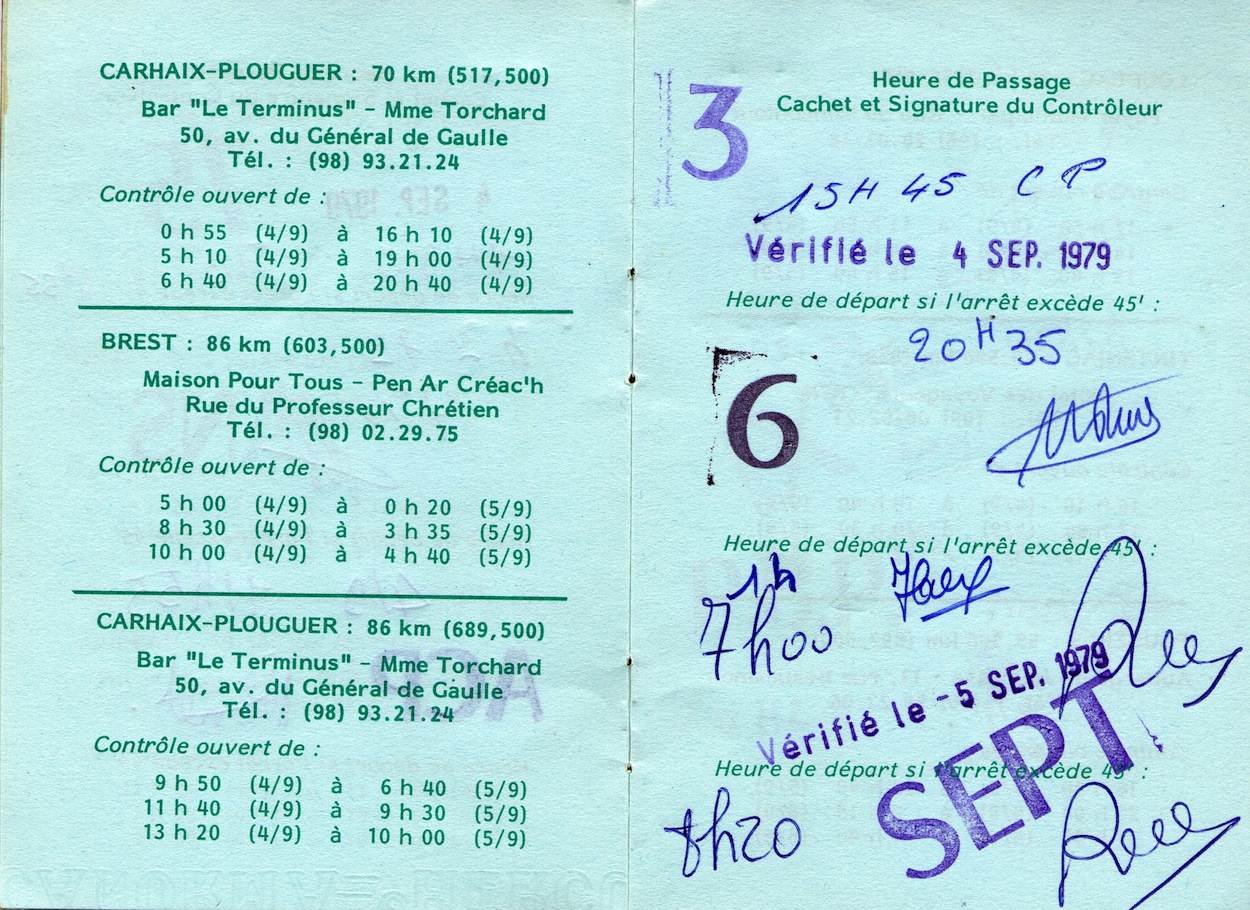 CARHAIX-PLOUGUER : 70 km (517,500)
Bar "Le Terminus" - Mme Torchard
50, av. du Général de Gaulle
Tél. : (98) 93.21.24
Contrôle ouvert de :
0 h 55 (4/9) à 16 h 10 (4/9)
5 h 10 (4/9) à 19 h 00 (4/9)
6 h 40 (4/9) à 20 h 40 (4/9)
BREST : 86 km (603,500)
Maison Pour Tous - Pen Ar Créac'h
Rue du Professeur Chrétien
Tél. : (98) 02.29.75
Contrôle ouvert de :
5 h 00 (4/9) à 0 h 20 (5/9)
8 h 30 (4/9) à 3 h 35 (5/9)
10 h 00 (4/9) à 4 h 40 (5/9)
CARHAIX-PLOUGUER : 86 km (689,500)
Bar "Le Terminus" - Mme Torchard
50, av. du Général de Gaulle
Tél. : (98) 93.21.24
Contrôle ouvert de :
9 h 50 (4/9) à 6 h 40 (5/9)
11 h 40 (4/9) à 9 h 30 (5/9)
13 h 20 (4/9) à 10 h 00 (5/9)
Heure de Passage
Cachet et Signature du Contrôleur
3
15H 45 CP
Vérifié le 4 SEP. 1979
Heure de départ si l'arrêt excède 45' :
20H35
6
Heure de départ si l'arrêt excède 45' :
1h
7h00
Vérifié le - 5 SEP. 1979
SEPT
Heure de départ si l'arrêt excède 45' :
8h20